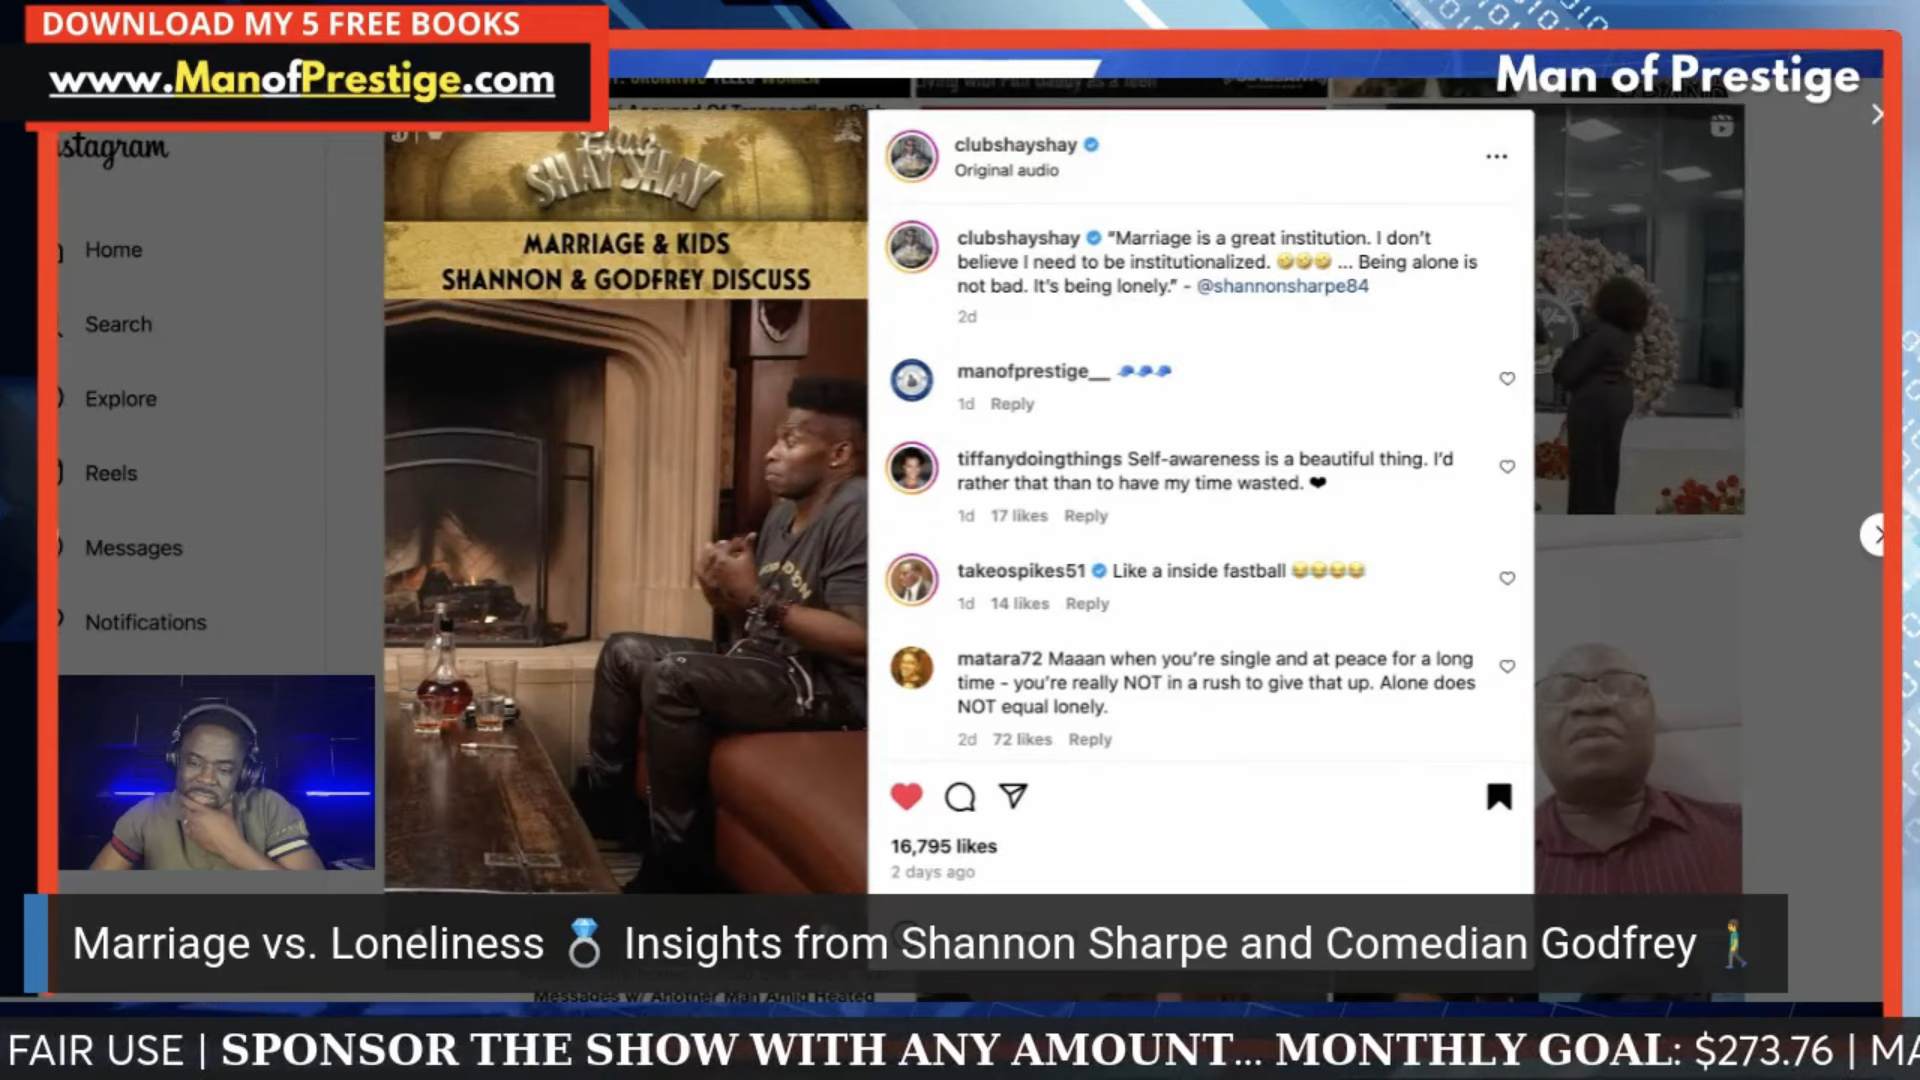 DOWNLOAD MY 5 FREE BOOKS
www.ManofPrestige.com
Man of Prestige
stagram
Home
Search
Explore
Reels
Messages
Notifications
Club
SHAY SHAY
MARRIAGE & KIDS
SHANNON & GODFREY DISCUSS
clubshayshay
Original audio
clubshayshay “Marriage is a great institution. I don’t
believe I need to be institutionalized. 🤣🤣🤣 ... Being alone is
not bad. It’s being lonely.” - @shannonsharpe84
2d
manofprestige__ 🧢🧢🧢
1d Reply
tiffanydoingthings Self-awareness is a beautiful thing. I’d
rather that than to have my time wasted. ❤
1d 17 likes Reply
takeospikes51 Like a inside fastball 😂😂😂😂
1d 14 likes Reply
matara72 Maaan when you’re single and at peace for a long
time - you’re really NOT in a rush to give that up. Alone does
NOT equal lonely.
2d 72 likes Reply
16,795 likes
2 days ago
Marriage vs. Loneliness 💍 Insights from Shannon Sharpe and Comedian Godfrey 🚶‍♂️
Messages w/ Another Man Amid Heated
FAIR USE | SPONSOR THE SHOW WITH ANY AMOUNT... MONTHLY GOAL: $273.76 | MA